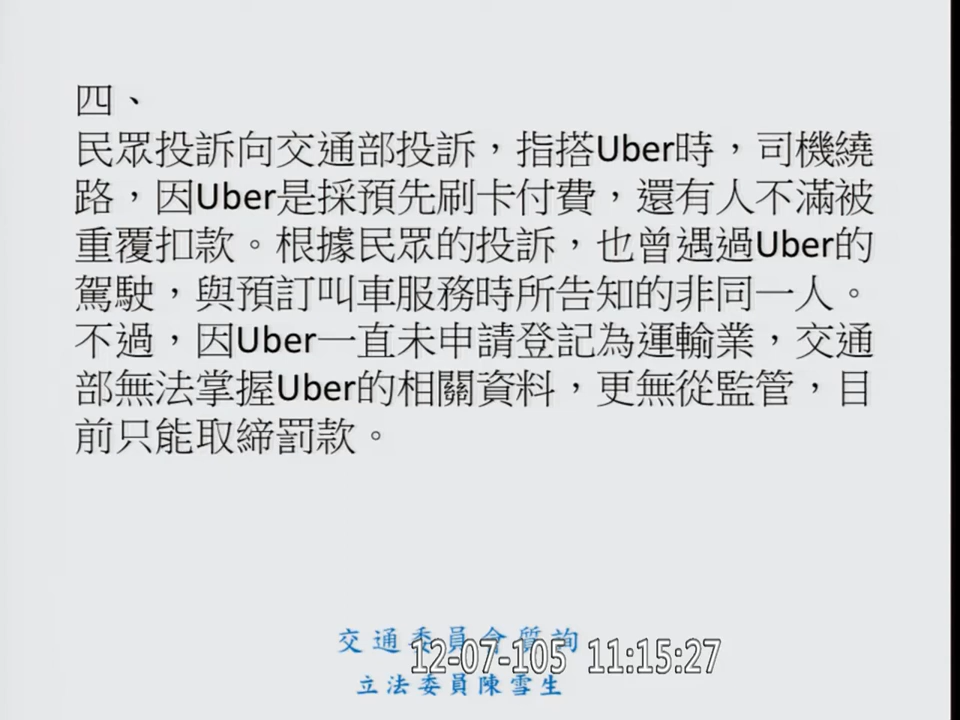 四、
民眾投訴向交通部投訴，指搭Uber時，司機繞
路，因Uber是採預先刷卡付費，還有人不滿被
重覆扣款。根據民眾的投訴，也曾遇過Uber的
駕駛，與預訂叫車服務時所告知的非同一人。
不過，因Uber一直未申請登記為運輸業，交通
部無法掌握Uber的相關資料，更無從監管，目
前只能取締罰款。
交通委員會質詢
12-07-105 11:15:27
立法委員陳雪生